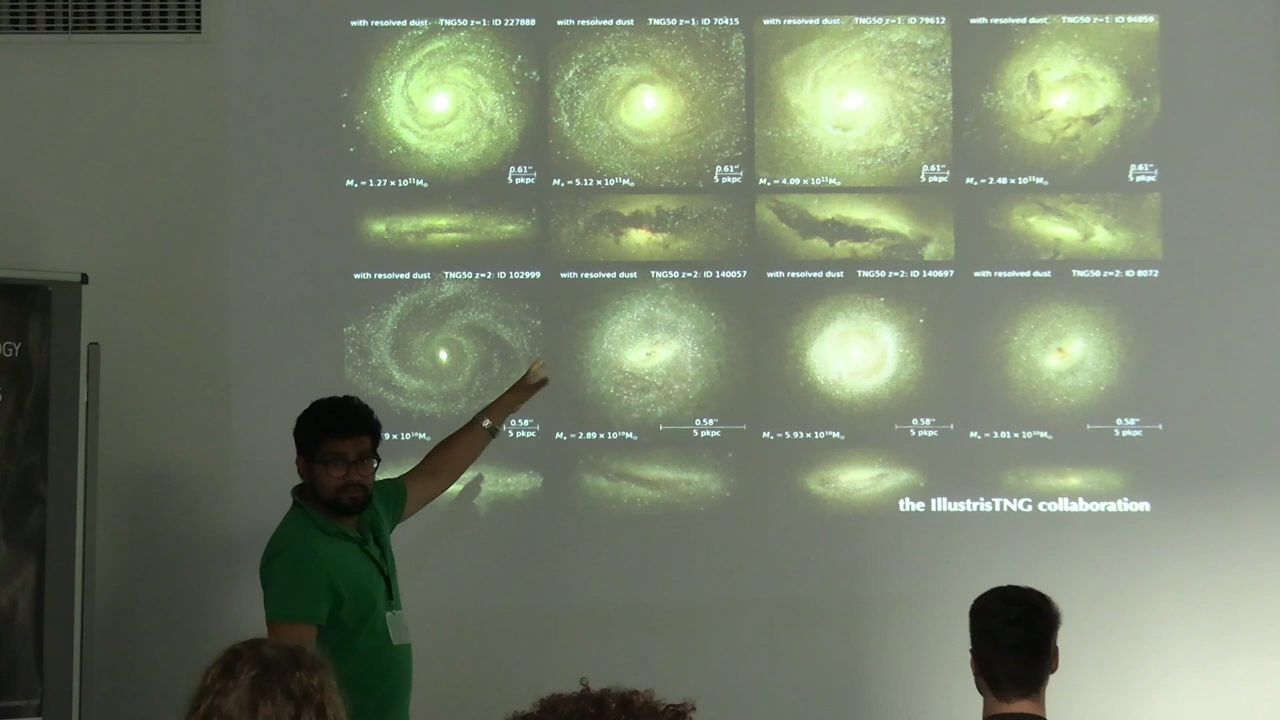 with resolved dust TNG50 z=1: ID 227888
with resolved dust TNG50 z=1: ID 70415
with resolved dust TNG50 z=1: ID 79612
with resolved dust TNG50 z=1: ID 94859
0.61"
5 pkpc
M⋆ = 1.27 × 10¹¹M⊙
0.61"
5 pkpc
M⋆ = 5.12 × 10¹¹M⊙
0.61"
5 pkpc
M⋆ = 4.09 × 10¹¹M⊙
0.61"
5 pkpc
M⋆ = 2.48 × 10¹¹M⊙
with resolved dust TNG50 z=2: ID 102999
with resolved dust TNG50 z=2: ID 140057
with resolved dust TNG50 z=2: ID 140697
with resolved dust TNG50 z=2: ID 8072
0.58"
5 pkpc
9 × 10¹⁰M⊙
0.58"
5 pkpc
M⋆ = 2.89 × 10¹⁰M⊙
0.58"
5 pkpc
M⋆ = 5.93 × 10¹⁰M⊙
0.58"
5 pkpc
M⋆ = 3.01 × 10¹⁰M⊙
the IllustrisTNG collaboration
OGY